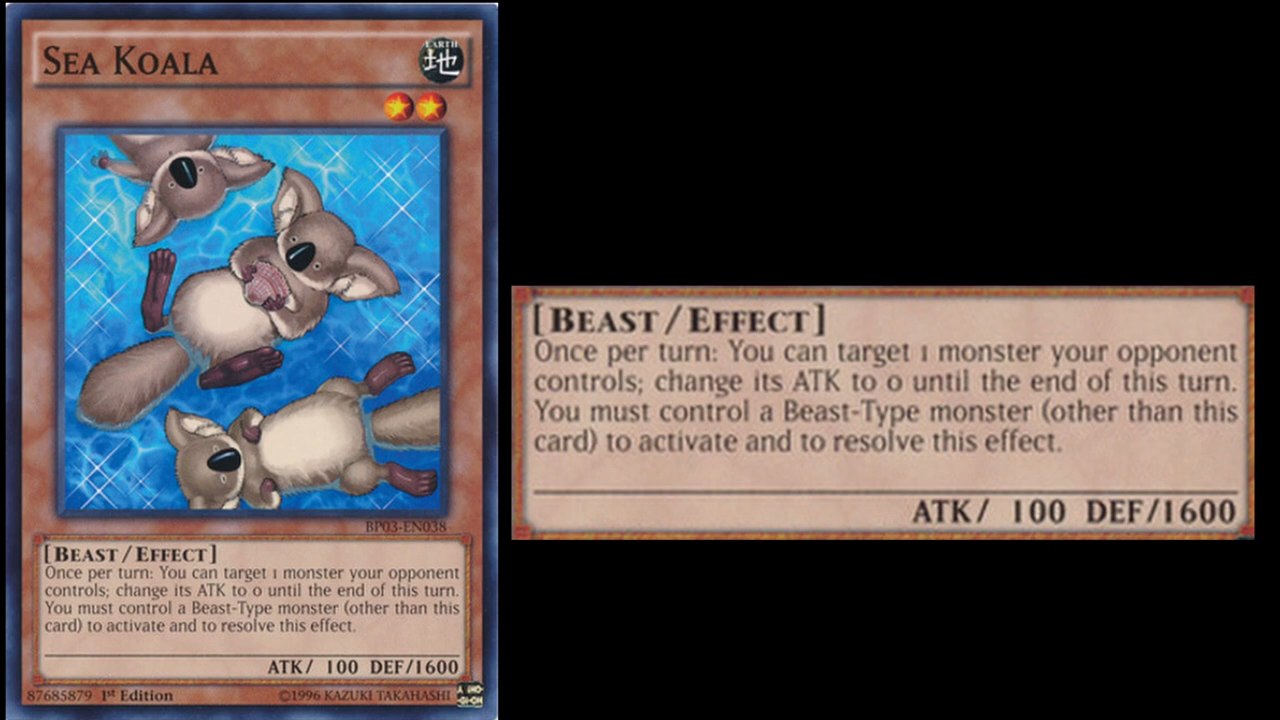 SEA KOALA
EARTH
地
BP03-EN038
[BEAST/EFFECT]
Once per turn: You can target 1 monster your opponent
controls; change its ATK to 0 until the end of this turn.
You must control a Beast-Type monster (other than this
card) to activate and to resolve this effect.
ATK/ 100 DEF/1600
87685879 1st Edition
©1996 KAZUKI TAKAHASHI
[BEAST/EFFECT]
Once per turn: You can target 1 monster your opponent
controls; change its ATK to 0 until the end of this turn.
You must control a Beast-Type monster (other than this
card) to activate and to resolve this effect.
ATK/ 100 DEF/1600